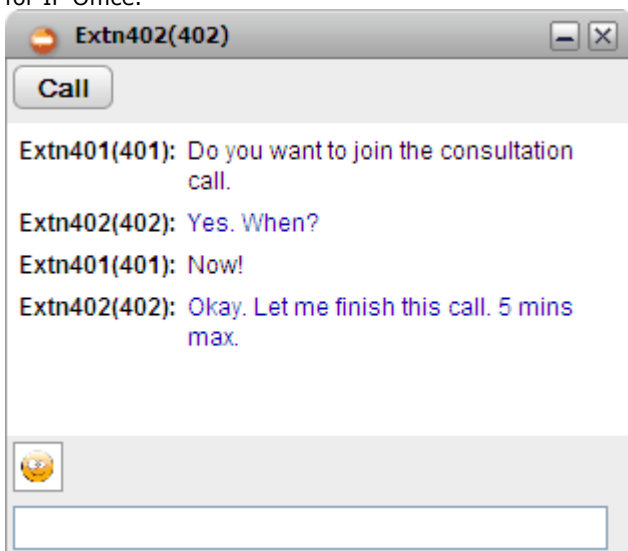 for IP Office.
Extn402(402)
Call
Extn401(401): Do you want to join the consultation
call.
Extn402(402): Yes. When?
Extn401(401): Now!
Extn402(402): Okay. Let me finish this call. 5 mins
max.